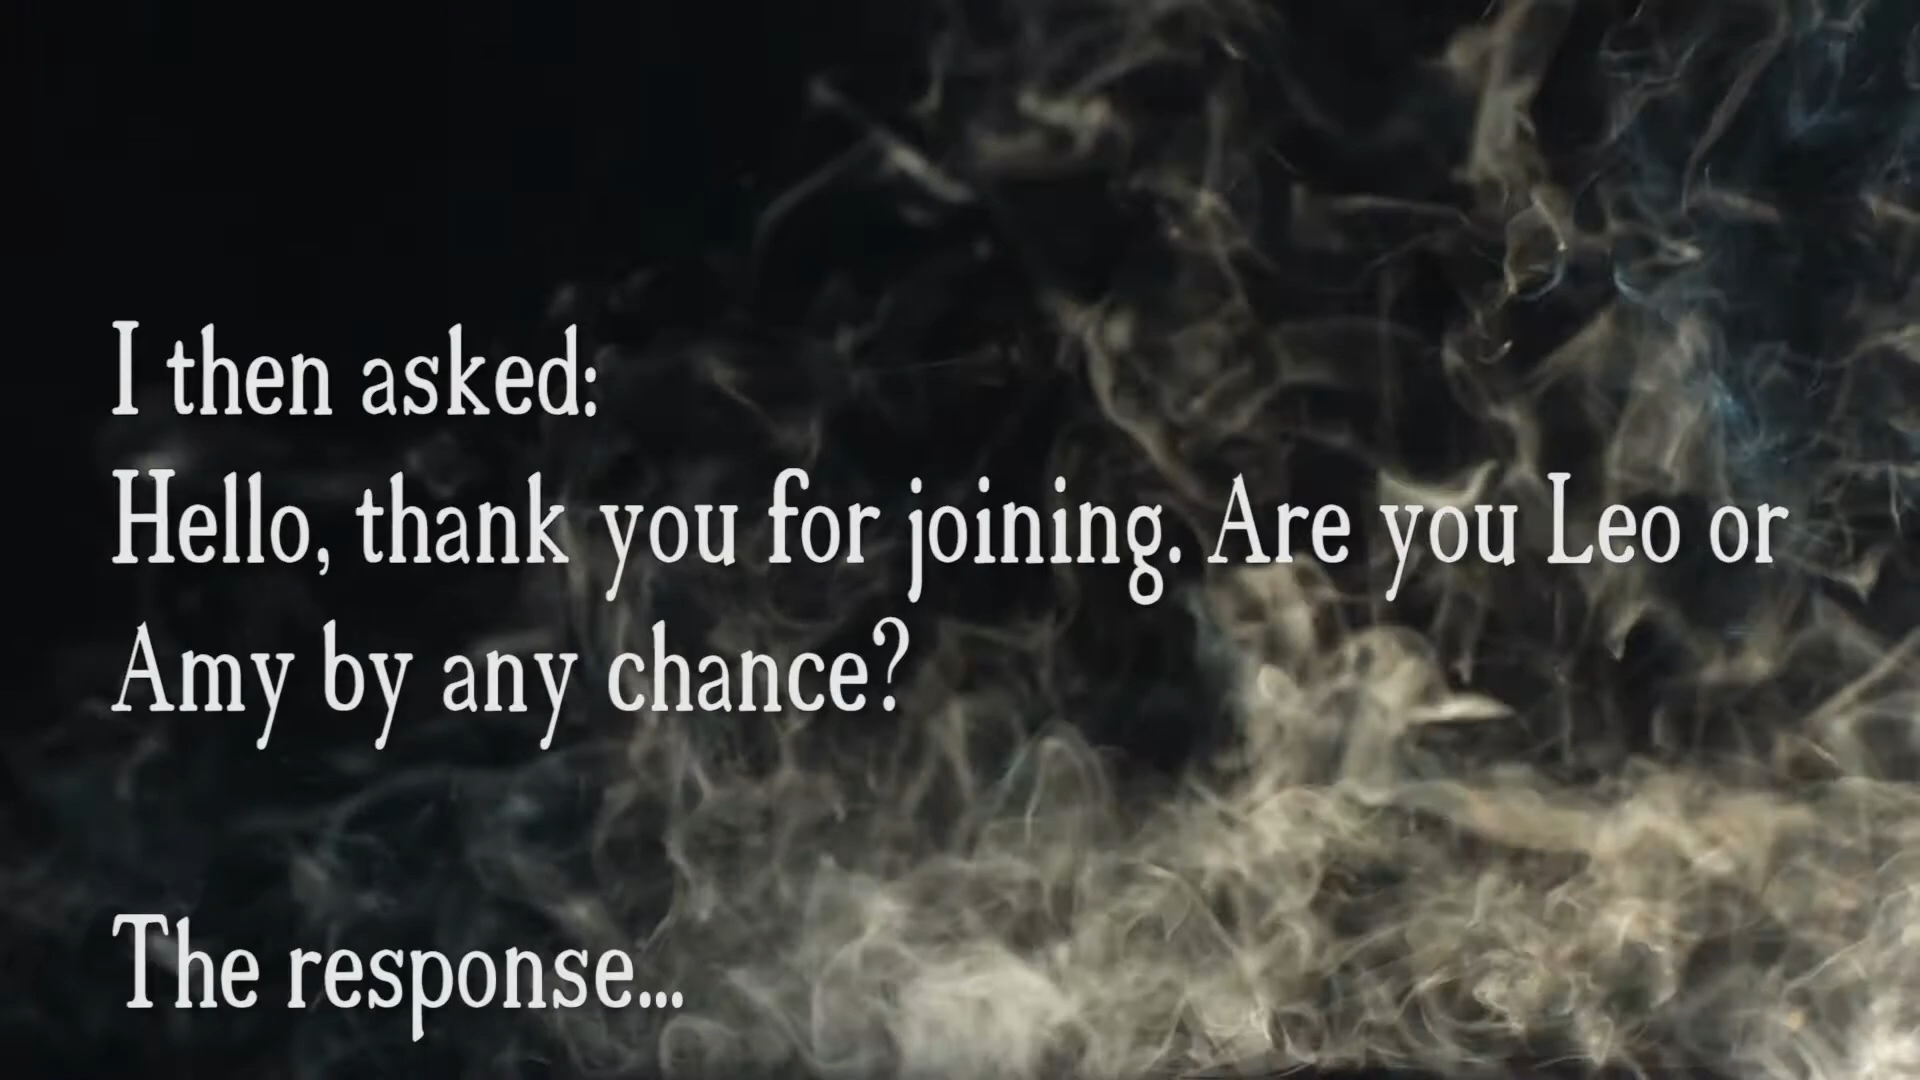 I then asked:
Hello, thank you for joining. Are you Leo or
Amy by any chance?
The response...